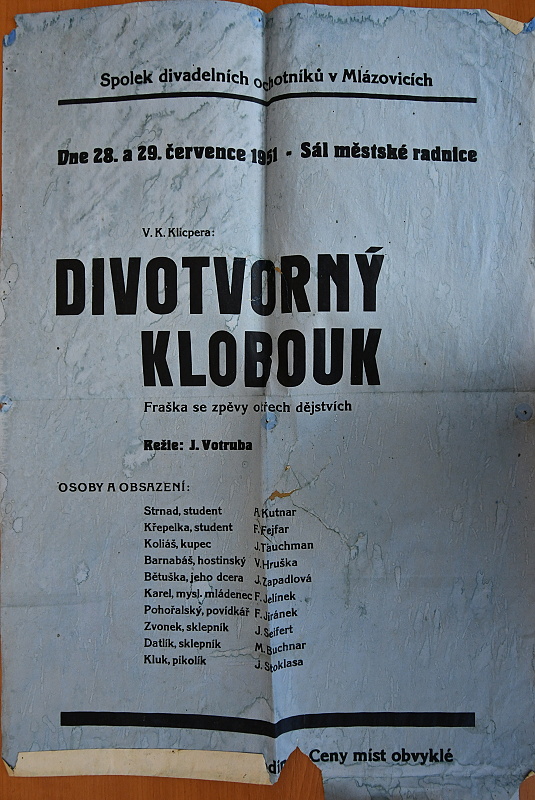 Spolek divadelních ochotníků v Mlázovicích
Dne 28. a 29. července 1951 - Sál městské radnice
V. K. Klicpera:
DIVOTVORNÝ
KLOBOUK
Fraška se zpěvy o třech dějstvích
Režie: J. Votruba
OSOBY A OBSAZENÍ:
Strnad, student A. Kutnar
Křepelka, student F. Fejfar
Koliáš, kupec J. Tauchman
Barnabáš, hostinský V. Hruška
Bětuška, jeho dcera J. Zapadlová
Karel, mysl. mládenec F. Jelínek
Pohořalský, povídkář F. Jiránek
Zvonek, sklepník J. Seifert
Datlík, sklepník M. Buchnar
Kluk, pikolík J. Stoklasa
Ceny míst obvyklé